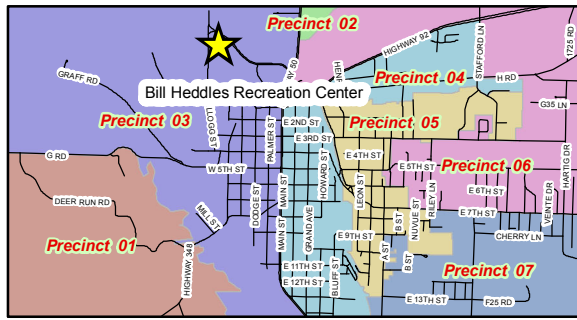 Precinct 02
HIGHWAY 92
STAFFORD LN
1725 RD
GRAFF RD
Precinct 04
H RD
Bill Heddles Recreation Center
G35 LN
Precinct 03
PALMER ST
E 2ND ST
E 3RD ST
Precinct 05
HOWARD ST
G RD
W 5TH ST
E 4TH ST
E 5TH ST
Precinct 06
HARTIG DR
DEER RUN RD
DODGE ST
MAIN ST
LEON ST
RILEY LN
E 6TH ST
VENTE DR
MILL ST
GRAND AVE
B ST
NUVUE ST
E 7TH ST
Precinct 01
MAIN ST
E 9TH ST
A ST
B ST
CHERRY LN
HIGHWAY 348
E 11TH ST
BLUFF ST
Precinct 07
E 12TH ST
E 13TH ST
F25 RD